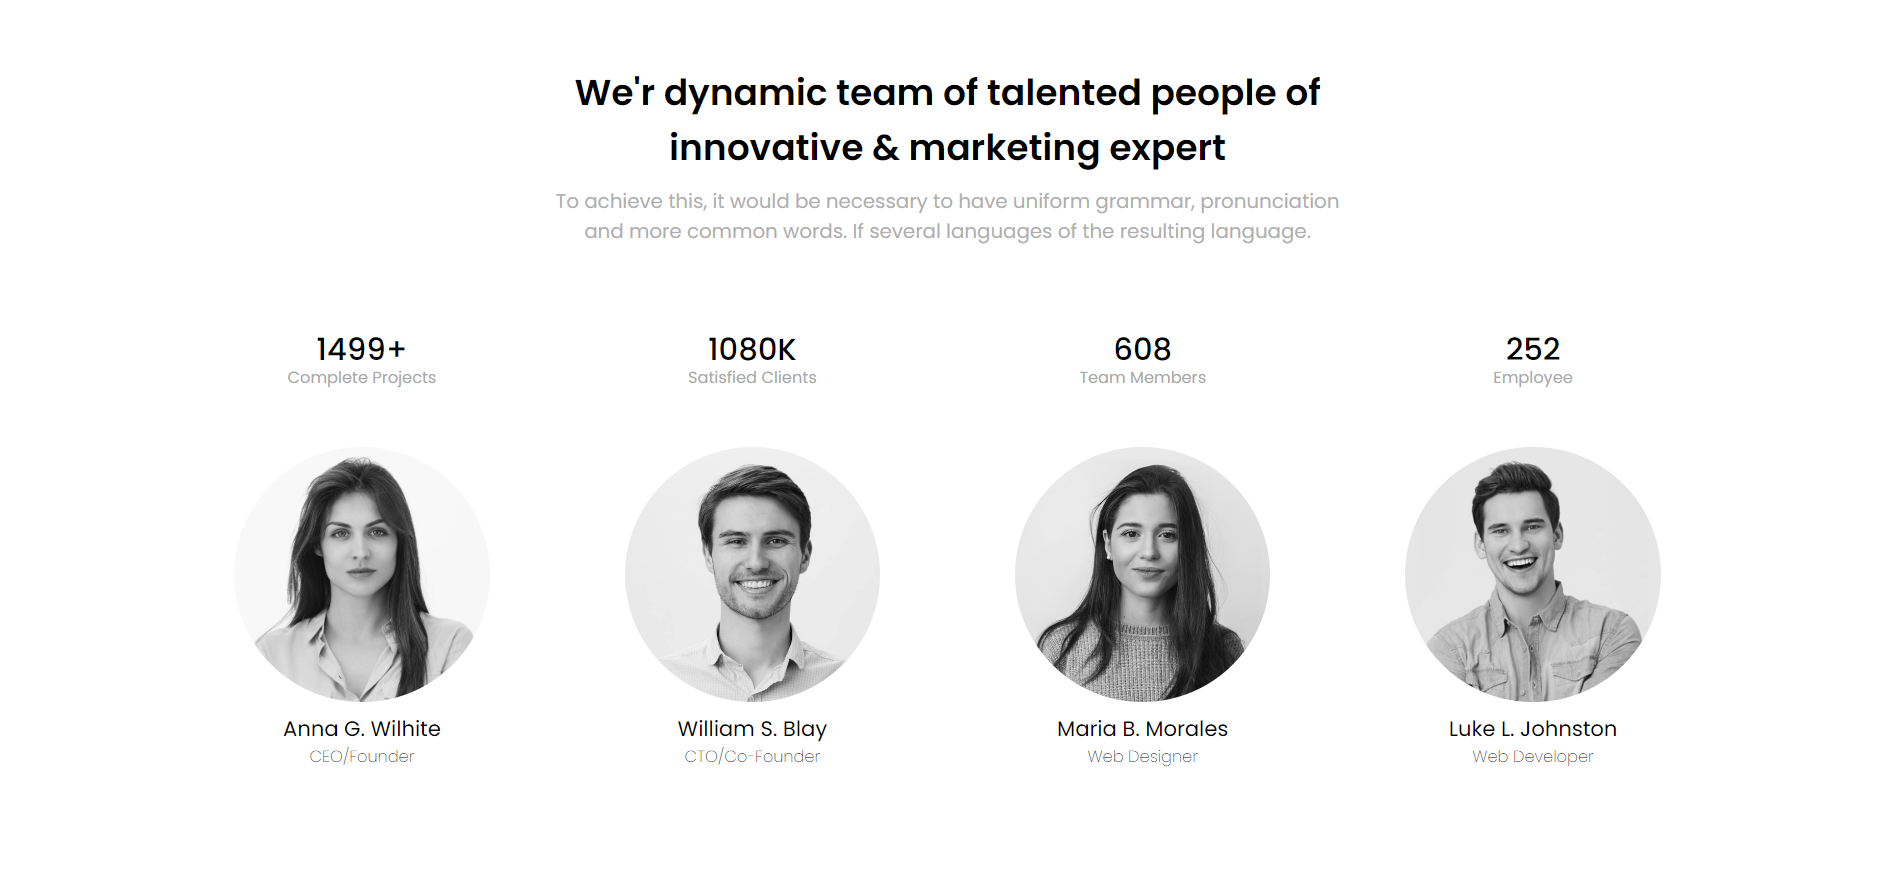 We'r dynamic team of talented people of
innovative & marketing expert
To achieve this, it would be necessary to have uniform grammar, pronunciation
and more common words. If several languages of the resulting language.
1499+
Complete Projects
1080K
Satisfied Clients
608
Team Members
252
Employee
Anna G. Wilhite
CEO/Founder
William S. Blay
CTO/Co-Founder
Maria B. Morales
Web Designer
Luke L. Johnston
Web Developer